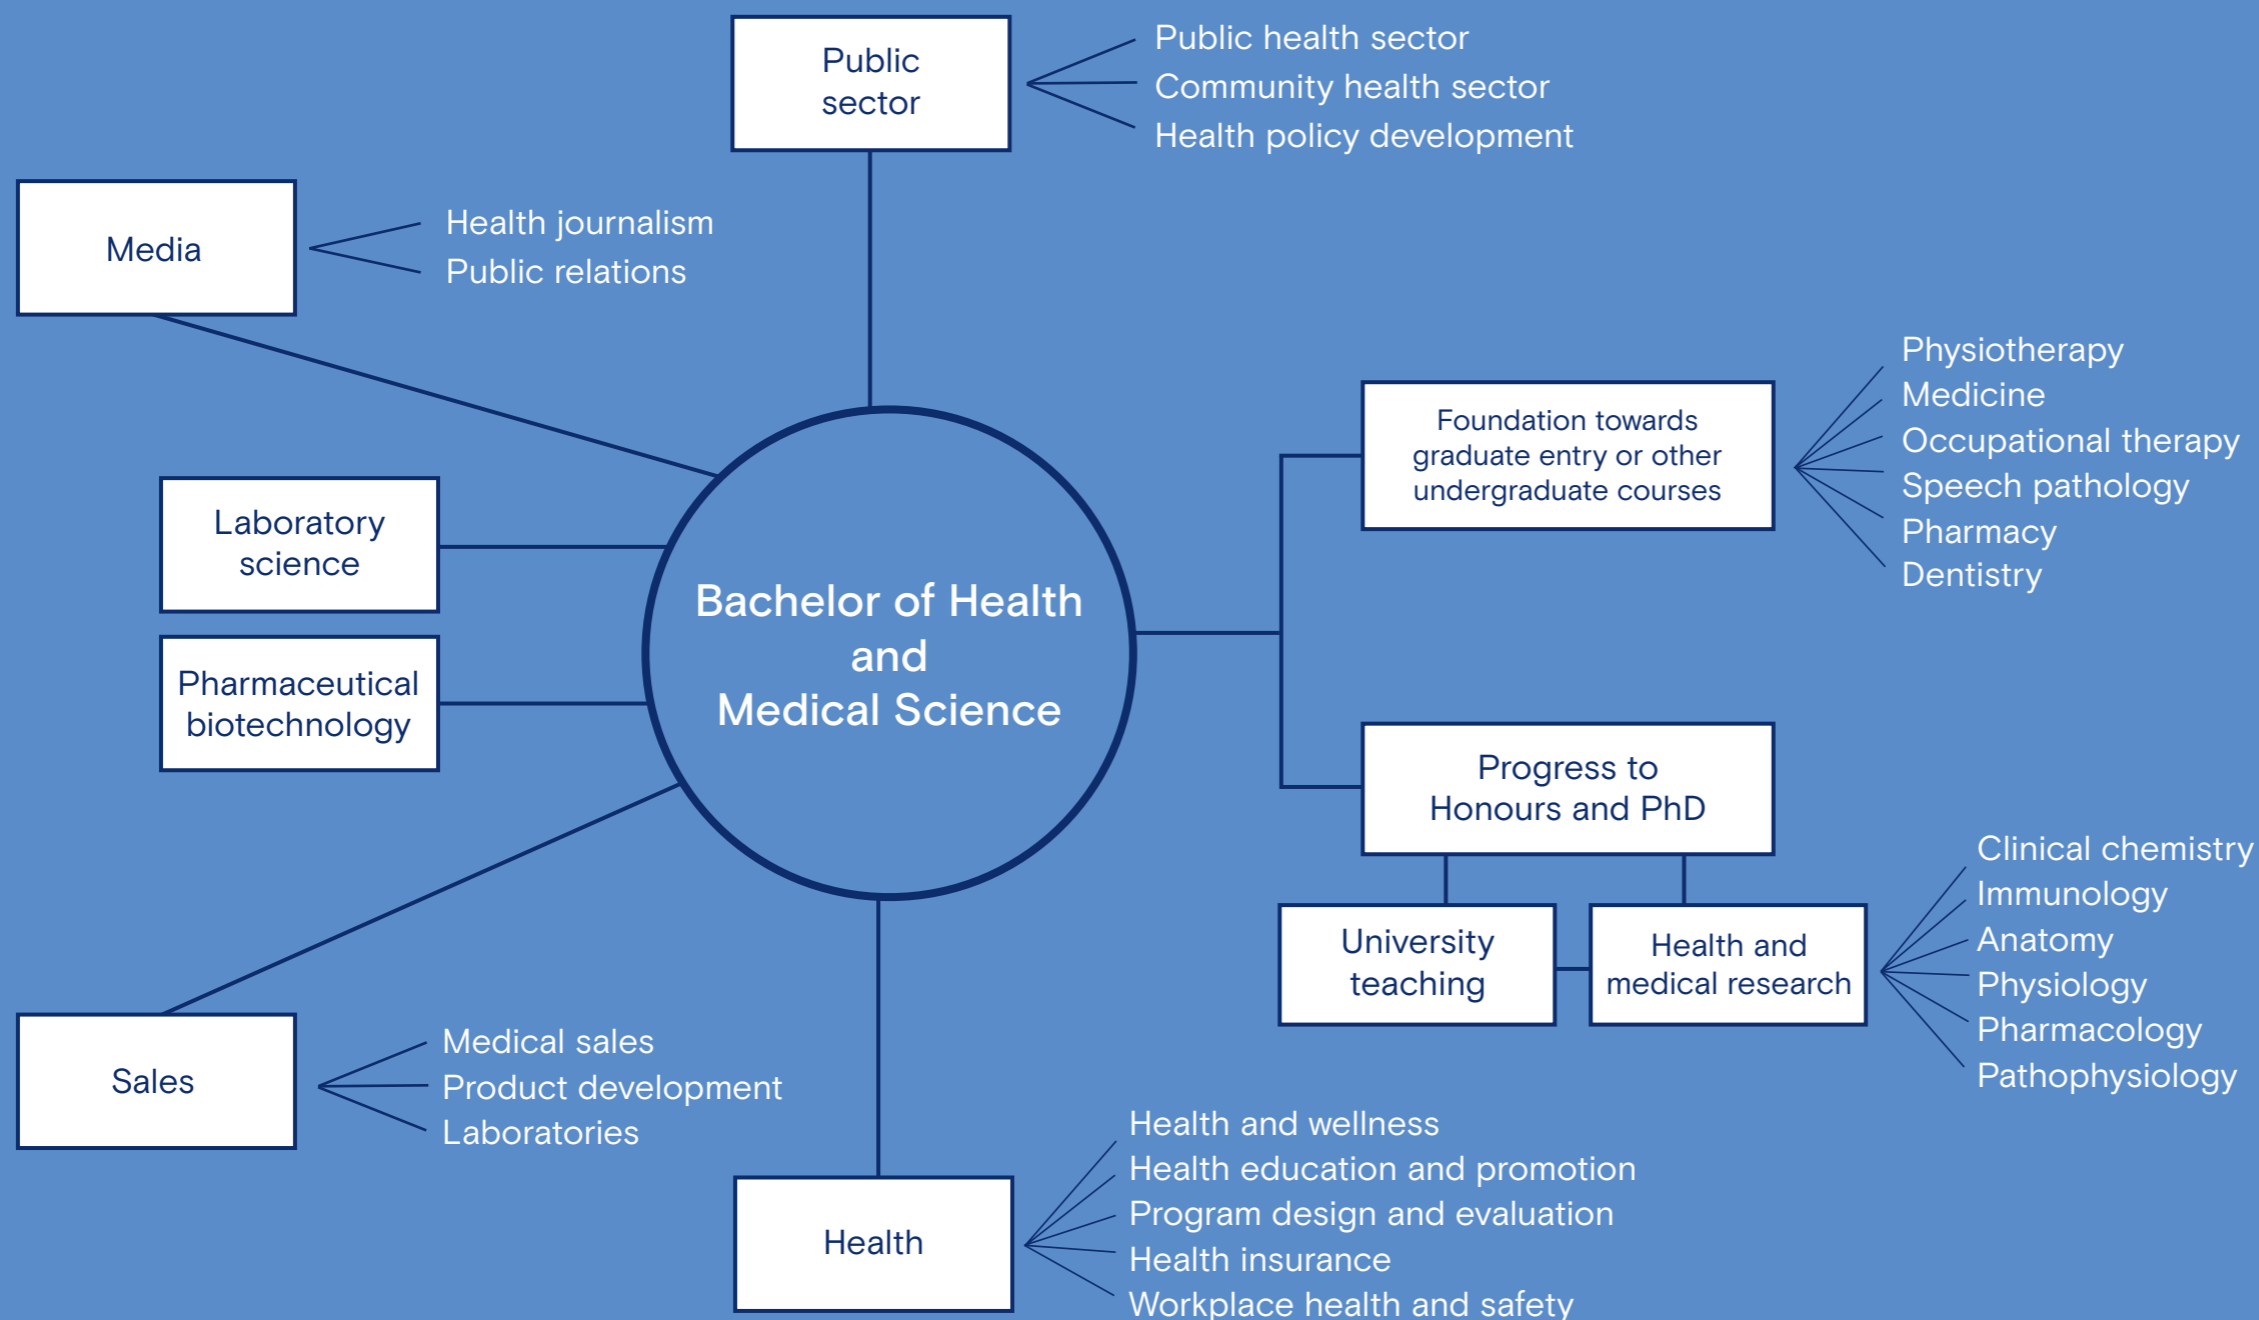 Public
sector
Public health sector
Community health sector
Health policy development
Media
Health journalism
Public relations
Laboratory
science
Pharmaceutical
biotechnology
Bachelor of Health
and
Medical Science
Foundation towards
graduate entry or other
undergraduate courses
Physiotherapy
Medicine
Occupational therapy
Speech pathology
Pharmacy
Dentistry
Progress to
Honours and PhD
University
teaching
Health and
medical research
Clinical chemistry
Immunology
Anatomy
Physiology
Pharmacology
Pathophysiology
Sales
Medical sales
Product development
Laboratories
Health
Health and wellness
Health education and promotion
Program design and evaluation
Health insurance
Workplace health and safety